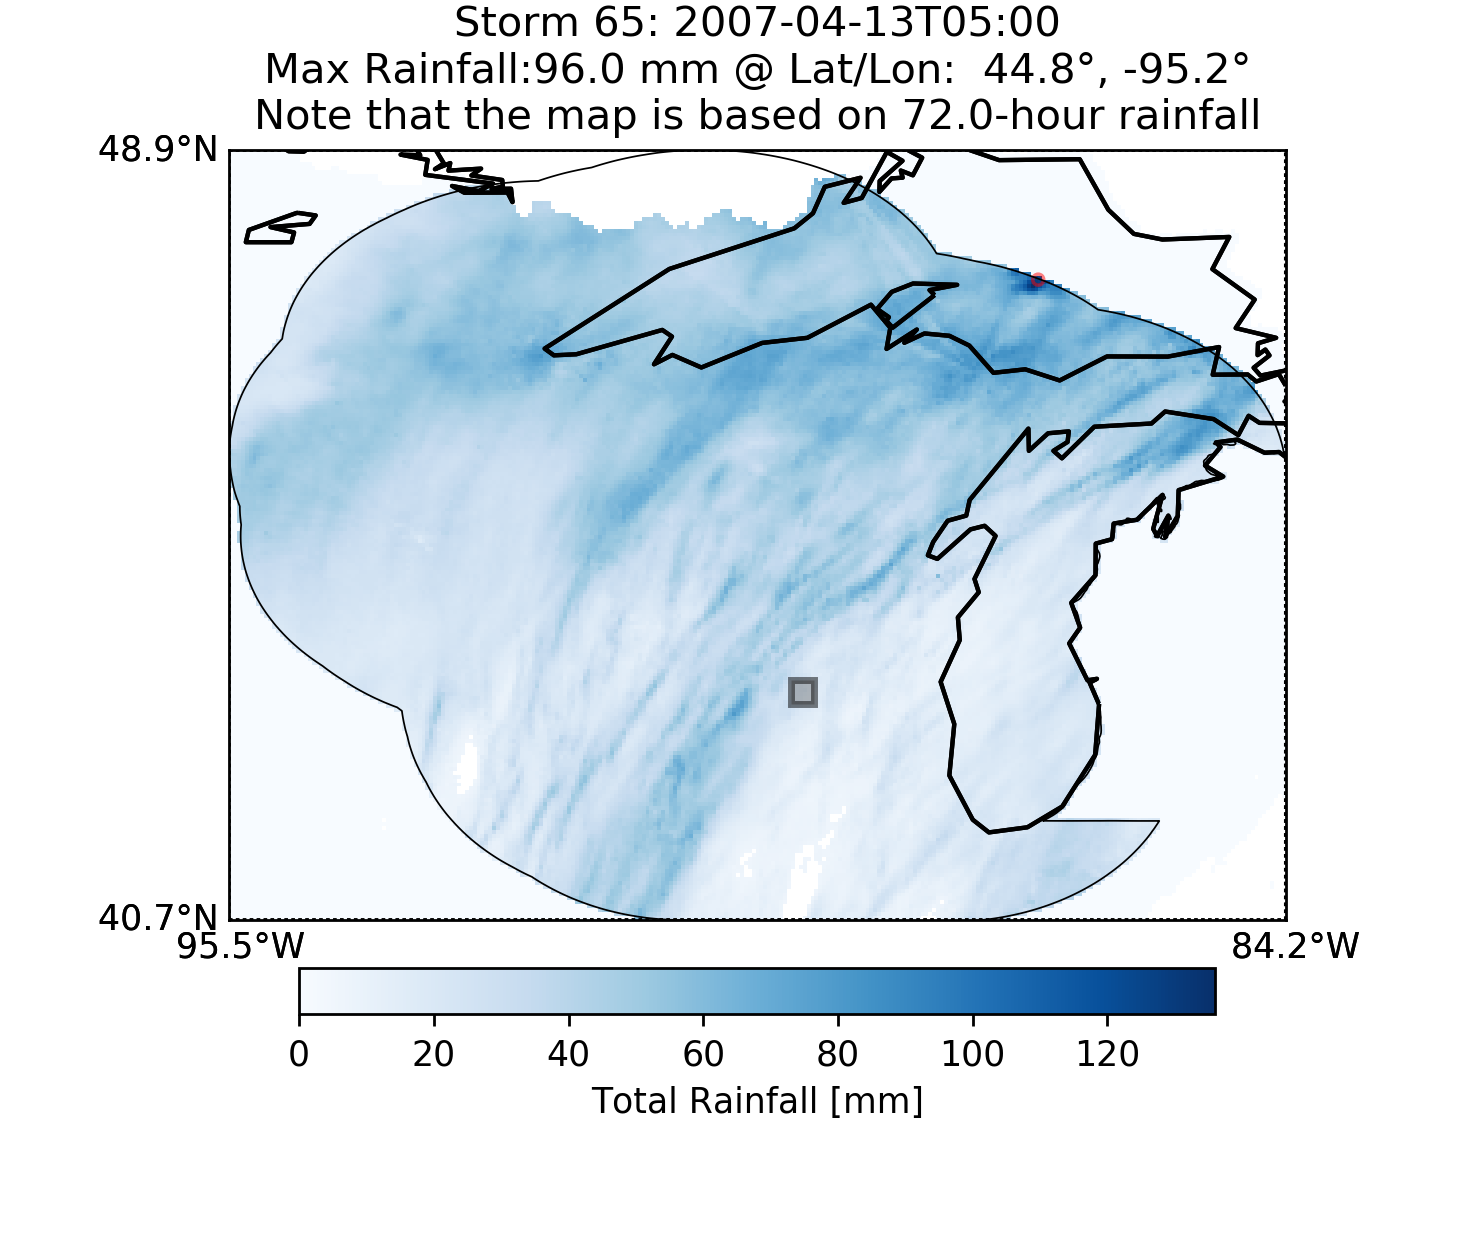 Storm 65: 2007-04-13T05:00
Max Rainfall:96.0 mm @ Lat/Lon:  44.8°, -95.2°
Note that the map is based on 72.0-hour rainfall
48.9°N
40.7°N
95.5°W
84.2°W
0 20 40 60 80 100 120
Total Rainfall [mm]